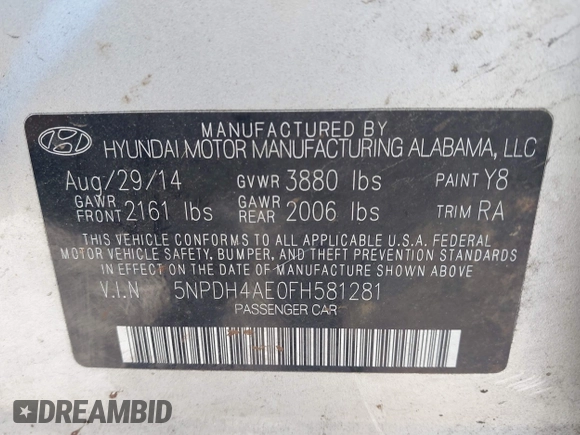 MANUFACTURED BY
HYUNDAI MOTOR MANUFACTURING ALABAMA, LLC
Aug/29/14 GVWR 3880 lbs PAINT Y8
GAWR FRONT 2161 lbs GAWR REAR 2006 lbs TRIM RA
THIS VEHICLE CONFORMS TO ALL APPLICABLE U.S.A. FEDERAL
MOTOR VEHICLE SAFETY, BUMPER, AND THEFT PREVENTION STANDARDS
IN EFFECT ON THE DATE OF MANUFACTURE SHOWN ABOVE
V.I.N 5NPDH4AE0FH581281
PASSENGER CAR
DREAMBID